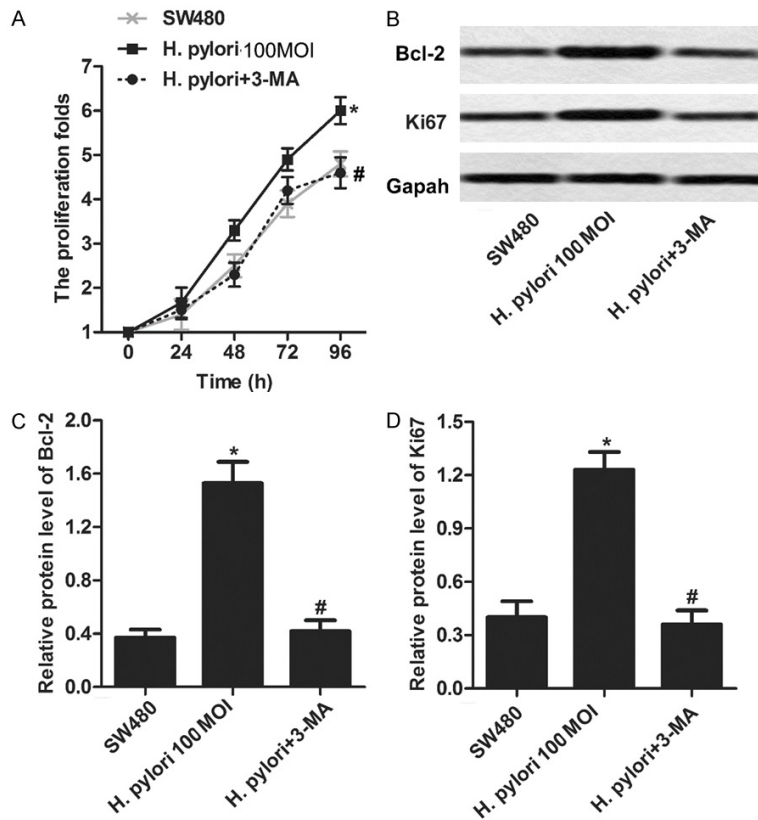 A
SW480
H. pylori 100MOI
H. pylori+3-MA
The proliferation folds
7
6
5
4
3
2
1
*
#
0 24 48 72 96
Time (h)
B
Bcl-2
Ki67
Gapah
SW480
H. pylori 100 MOI
H. pylori+3-MA
C
Relative protein level of Bcl-2
2.0
1.6
1.2
0.8
0.4
0.0
*
#
SW480
H. pylori 100 MOI
H. pylori+3-MA
D
Relative protein level of Ki67
1.5
1.2
0.9
0.6
0.3
0.0
*
#
SW480
H. pylori 100 MOI
H. pylori+3-MA